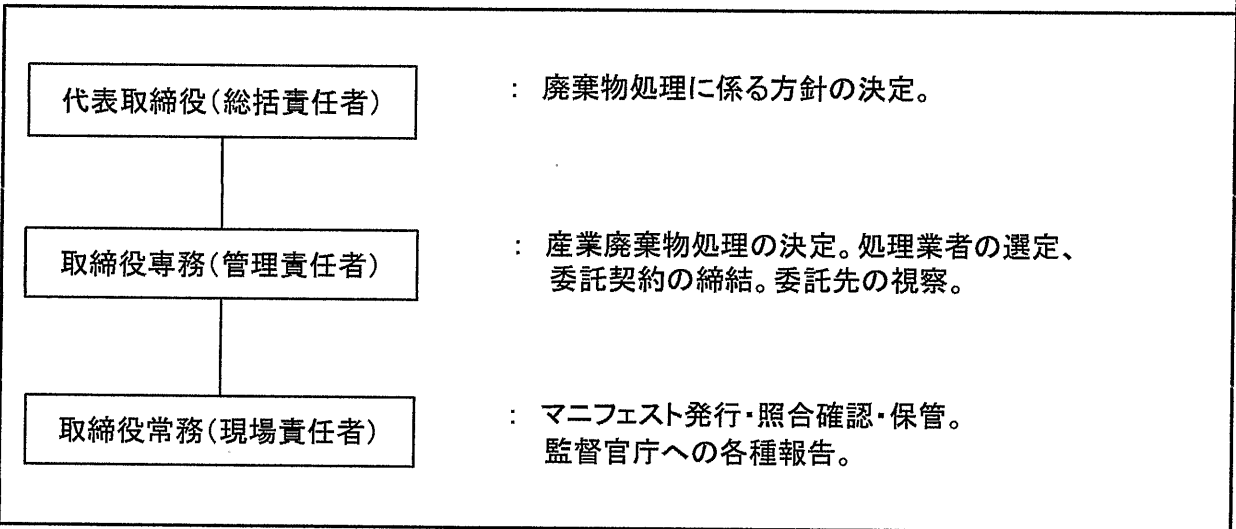 代表取締役(総括責任者)
: 廃棄物処理に係る方針の決定。
取締役専務(管理責任者)
: 産業廃棄物処理の決定。処理業者の選定、
委託契約の締結。委託先の視察。
取締役常務(現場責任者)
: マニフェスト発行・照合確認・保管。
監督官庁への各種報告。